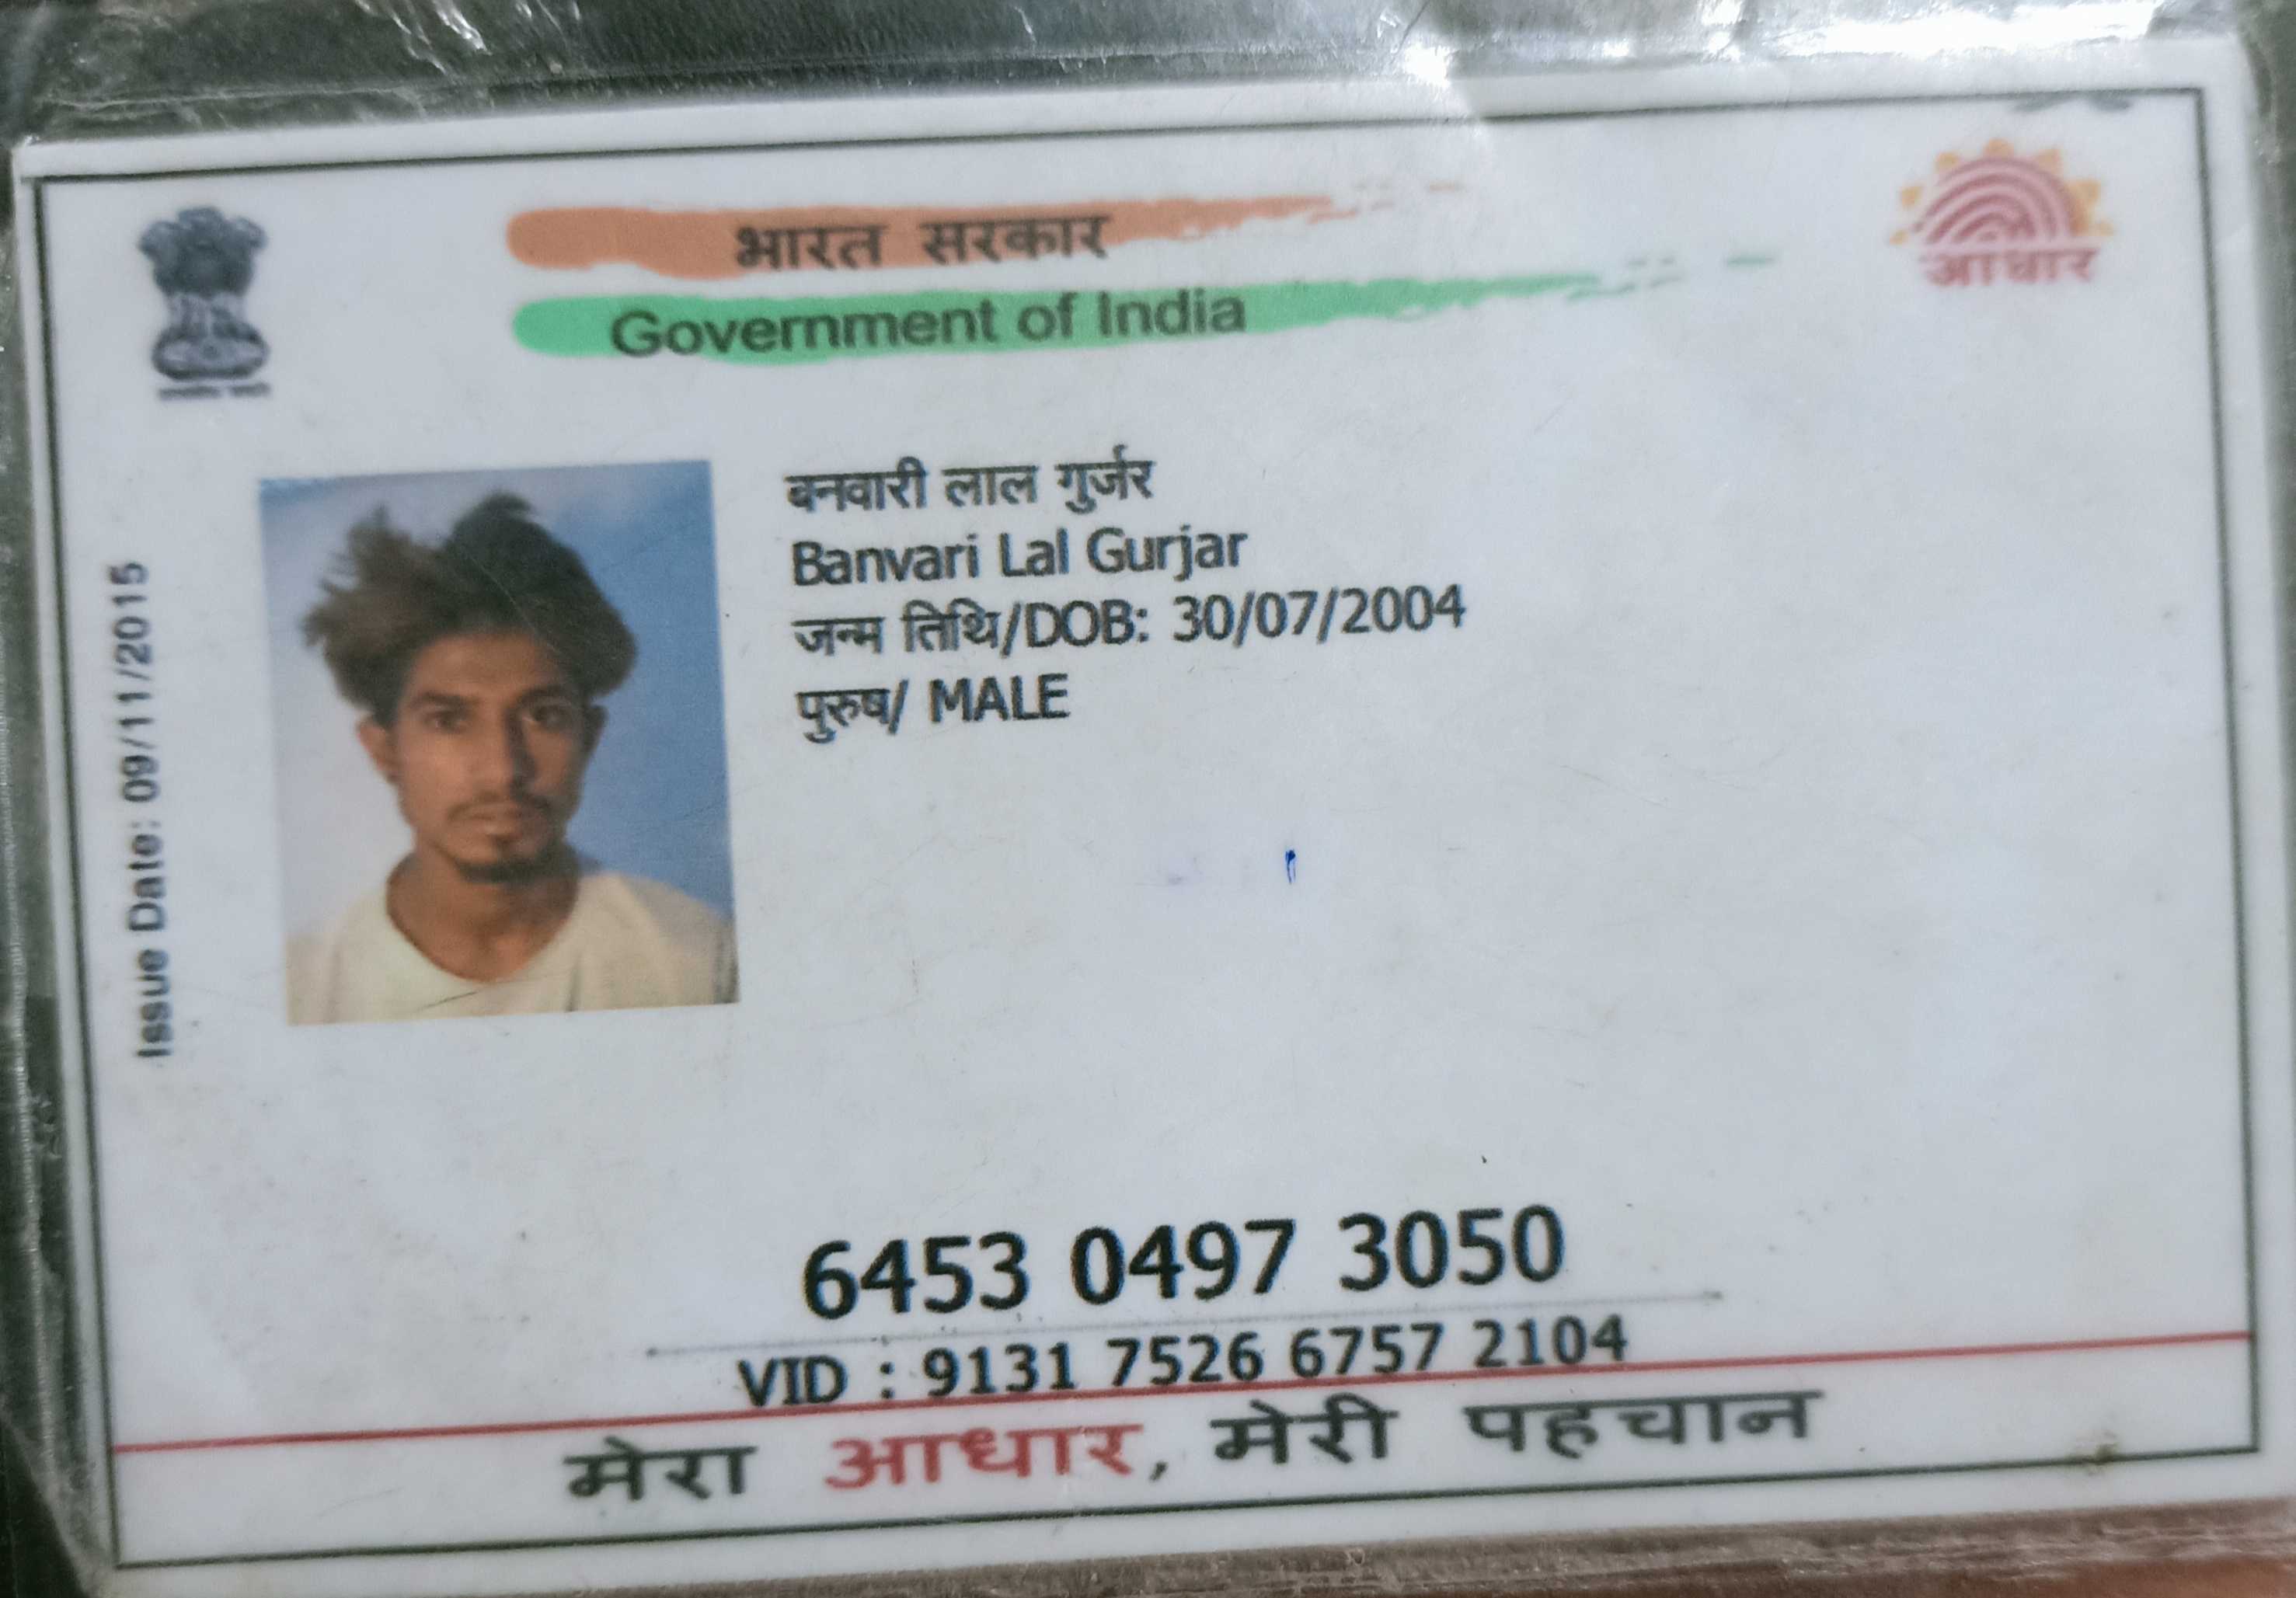 भारत सरकार
Government of India
आधार
Issue Date: 09/11/2015
बनवारी लाल गुर्जर
Banvari Lal Gurjar
जन्म तिथि/DOB: 30/07/2004
पुरुष/ MALE
6453 0497 3050
VID : 9131 7526 6757 2104
मेरा आधार, मेरी पहचान